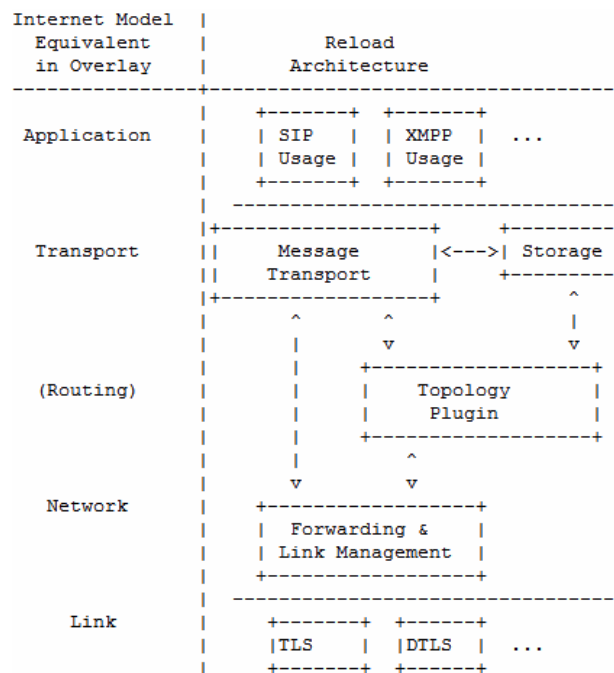 Internet Model
Equivalent Reload
in Overlay Architecture
Application SIP XMPP ...
Usage Usage
Transport Message <---> Storage
Transport
(Routing) Topology
Plugin
Network Forwarding &
Link Management
Link TLS DTLS ...